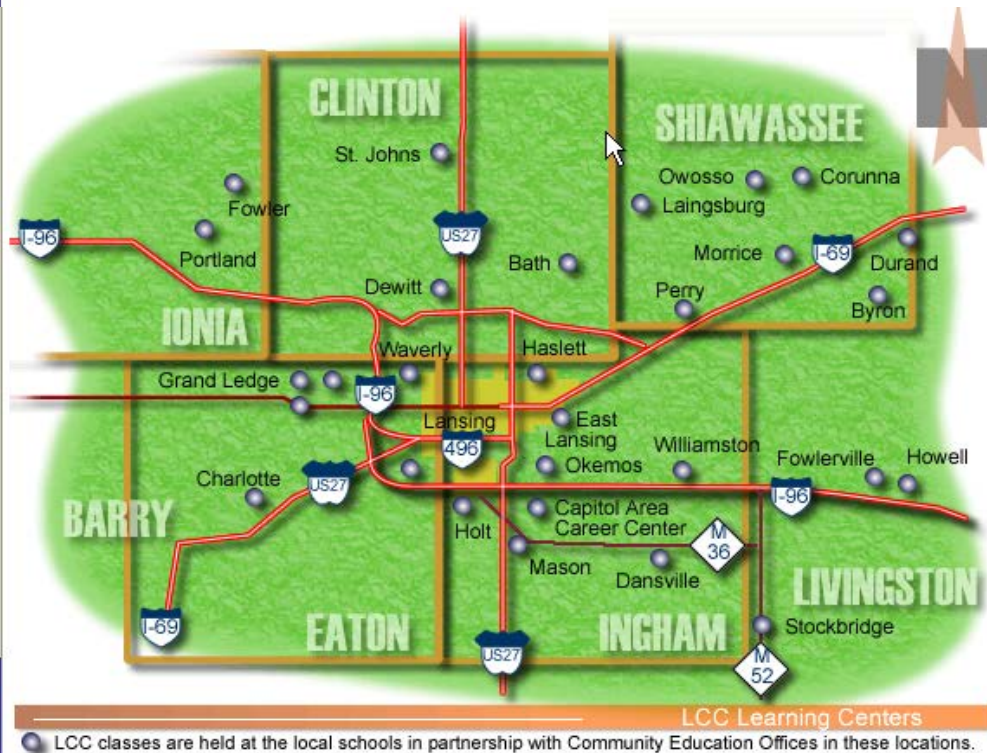 CLINTON
SHIAWASSEE
St. Johns
Owosso
Corunna
Fowler
Laingsburg
I-96
US27
Portland
Bath
Morrice
I-69
Durand
Dewitt
Perry
Byron
IONIA
Waverly
Haslett
Grand Ledge
I-96
Lansing
East
Lansing
496
Williamston
Okemos
Fowlerville
Howell
Charlotte
US27
I-96
BARRY
Holt
Capitol Area
Career Center
M
36
Mason
Dansville
LIVINGSTON
I-69
EATON
INGHAM
Stockbridge
US27
M
52
LCC Learning Centers
LCC classes are held at the local schools in partnership with Community Education Offices in these locations.